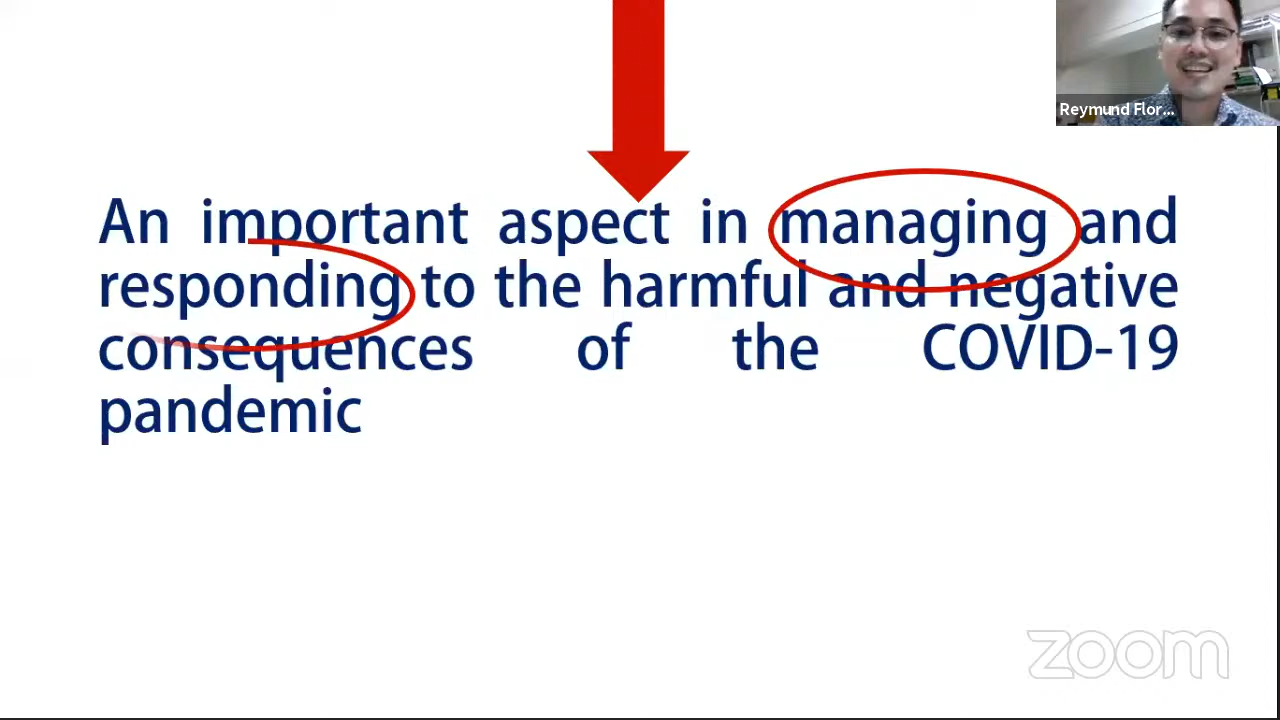 Reymund Flor...
An important aspect in managing and
responding to the harmful and negative
consequences of the COVID-19
pandemic
zoom